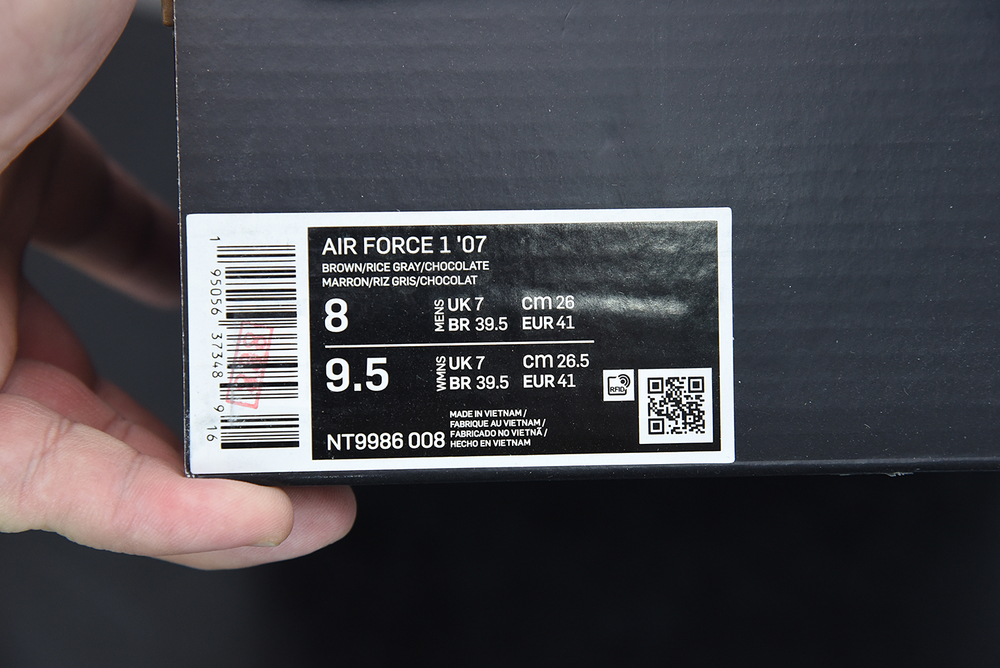 1 95056 37348 9 16
AIR FORCE 1 '07
BROWN/RICE GRAY/CHOCOLATE
MARRON/RIZ GRIS/CHOCOLAT
8 MENS UK 7 cm 26
BR 39.5 EUR 41
9.5 WMNS UK 7 cm 26.5
BR 39.5 EUR 41
RFID
NT9986 008
MADE IN VIETNAM /
FABRIQUE AU VIETNAM /
FABRICADO NO VIETNÃ /
HECHO EN VIETNAM